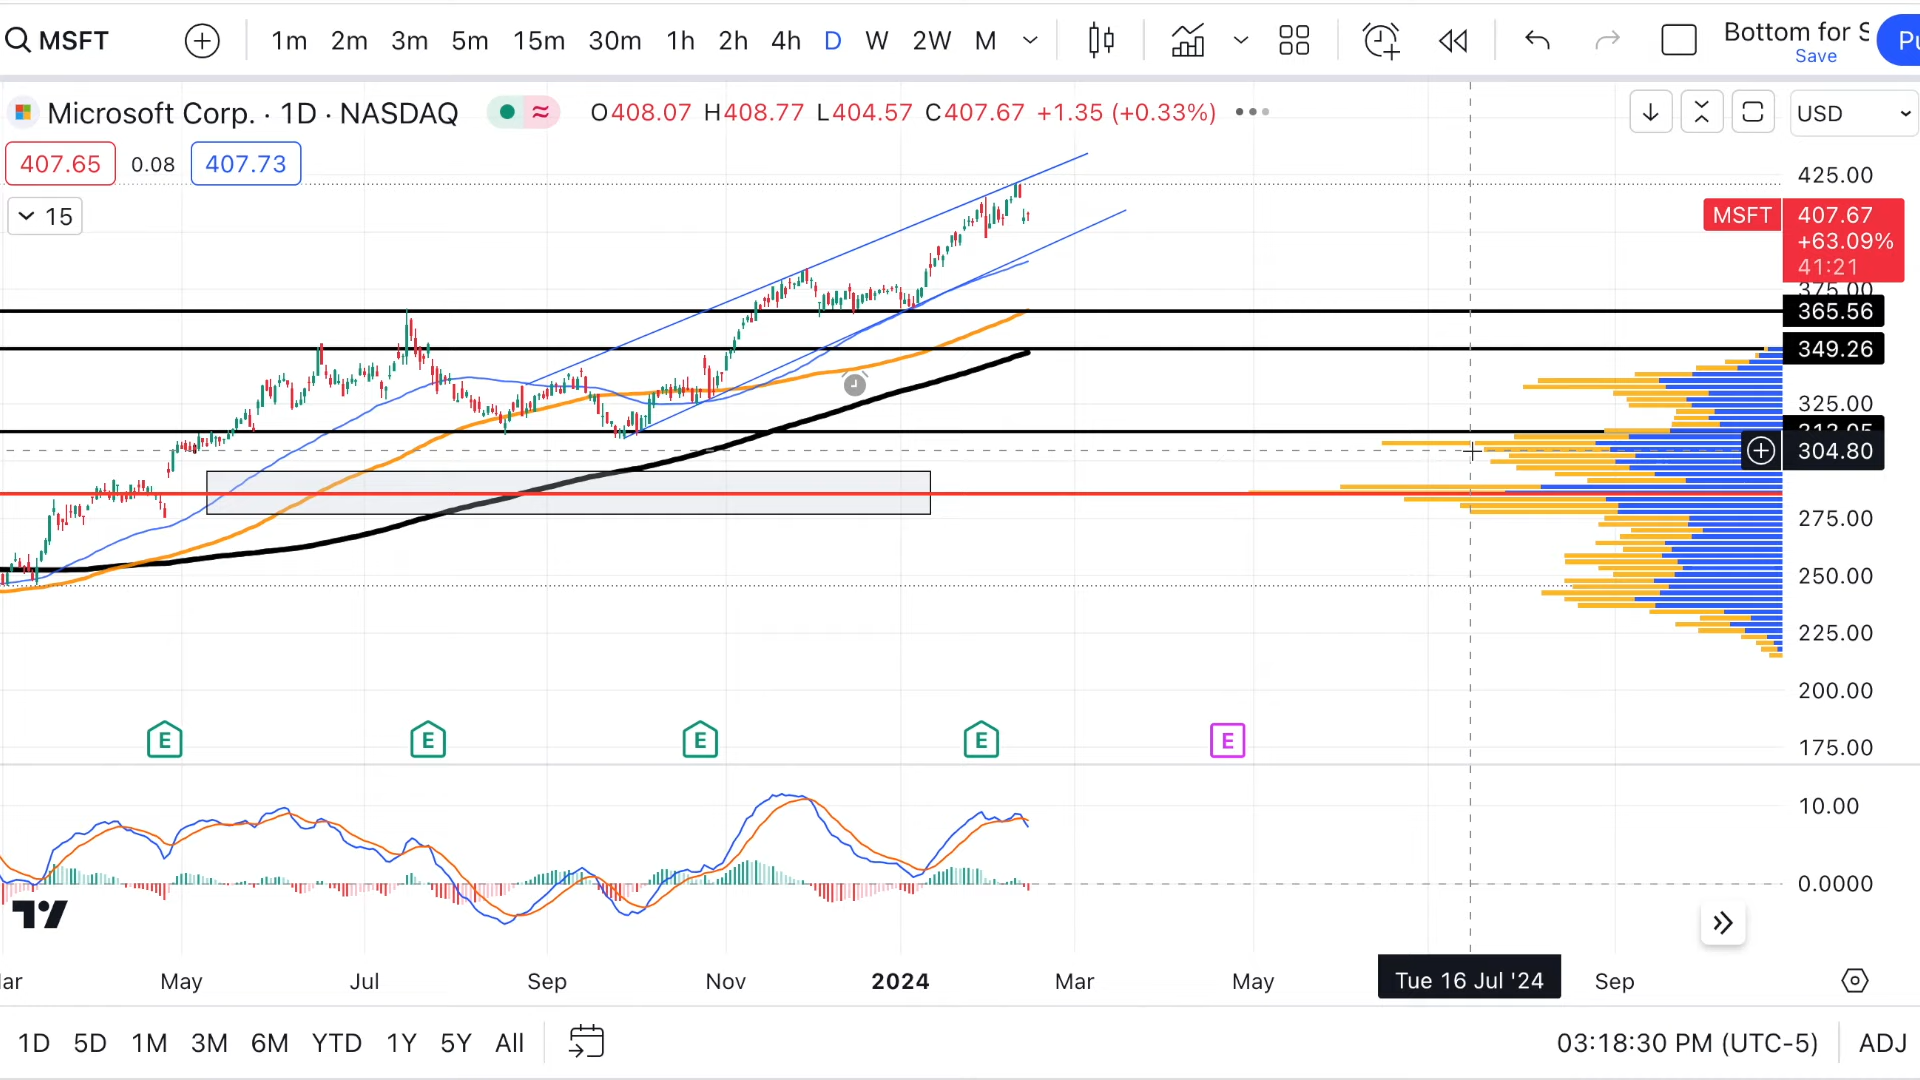 MSFT 1m 2m 3m 5m 15m 30m 1h 2h 4h D W 2W M Bottom for S
Save
Microsoft Corp. · 1D · NASDAQ O408.07 H408.77 L404.57 C407.67 +1.35 (+0.33%) USD
407.65 0.08 407.73
15
425.00
MSFT 407.67
+63.09%
41:21
375.00
365.56
349.26
325.00
304.80
275.00
250.00
225.00
200.00
E E E E E
175.00
10.00
0.0000
May Jul Sep Nov 2024 Mar May Tue 16 Jul '24 Sep
1D 5D 1M 3M 6M YTD 1Y 5Y All 03:18:30 PM (UTC-5) ADJ